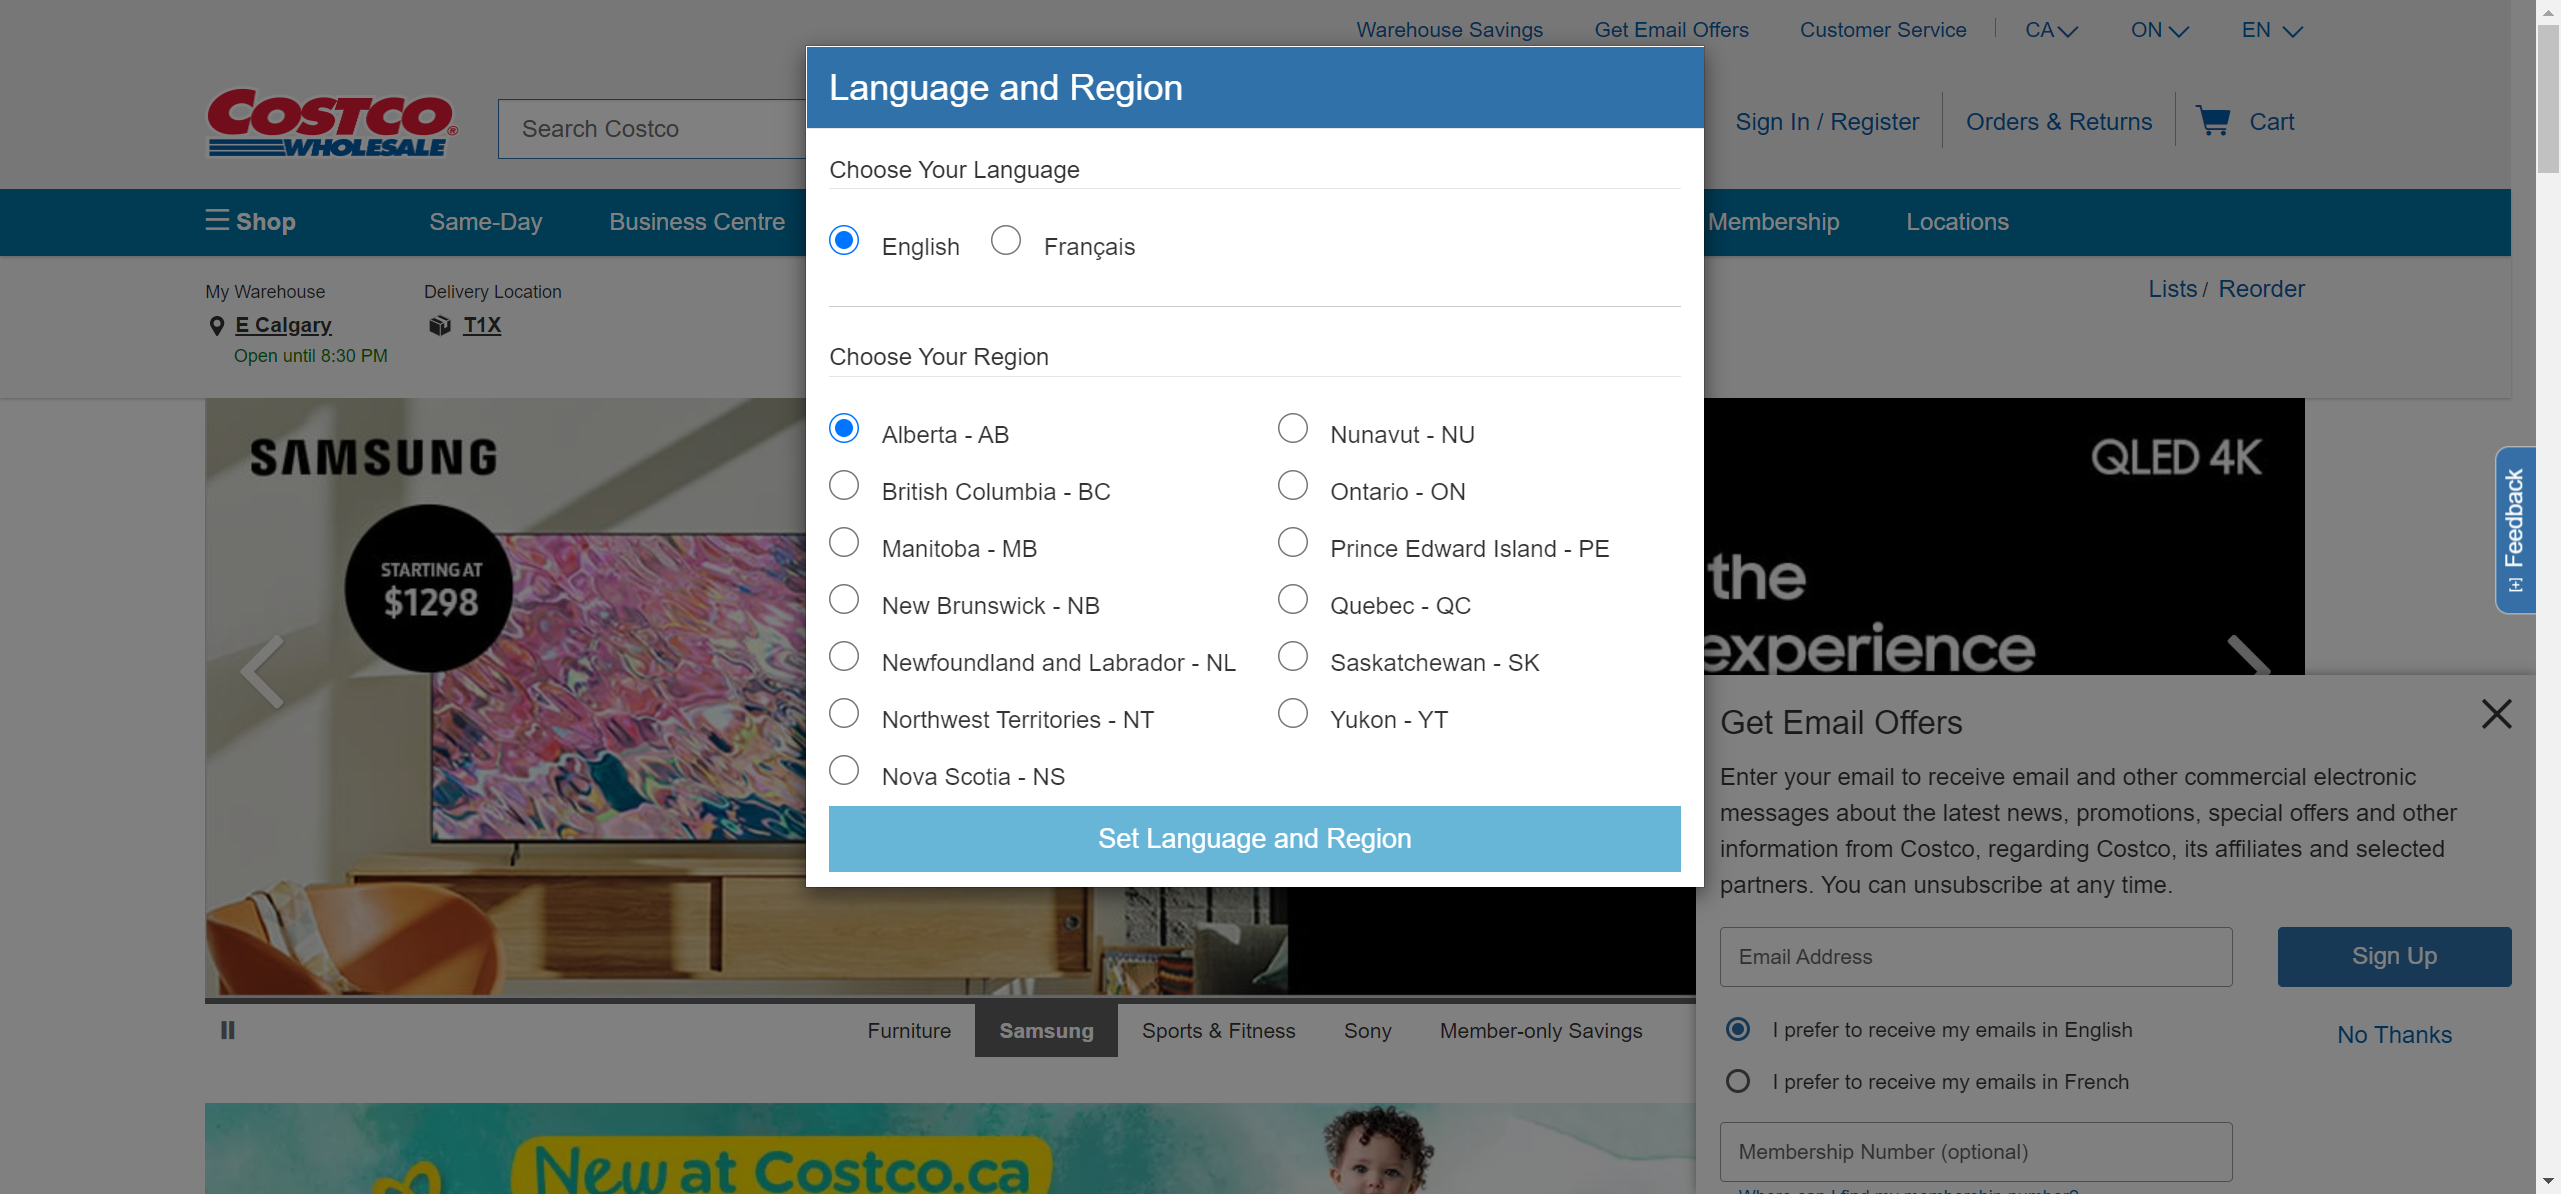 Warehouse Savings Get Email Offers Customer Service CA ON EN
Language and Region
COSTCO WHOLESALE
Search Costco
Sign In / Register Orders & Returns Cart
Shop Same-Day Business Centre Membership Locations
My Warehouse Delivery Location
E Calgary T1X
Open until 8:30 PM
Lists / Reorder
Choose Your Language
English Français
Choose Your Region
Alberta - AB Nunavut - NU
British Columbia - BC Ontario - ON
Manitoba - MB Prince Edward Island - PE
New Brunswick - NB Quebec - QC
Newfoundland and Labrador - NL Saskatchewan - SK
Northwest Territories - NT Yukon - YT
Nova Scotia - NS
Set Language and Region
SAMSUNG
STARTING AT
$1298
QLED 4K
the
experience
[+] Feedback
Get Email Offers
Enter your email to receive email and other commercial electronic
messages about the latest news, promotions, special offers and other
information from Costco, regarding Costco, its affiliates and selected
partners. You can unsubscribe at any time.
Email Address Sign Up
I prefer to receive my emails in English No Thanks
I prefer to receive my emails in French
Membership Number (optional)
Where can I find my membership number?
Furniture Samsung Sports & Fitness Sony Member-only Savings
New at Costco.ca